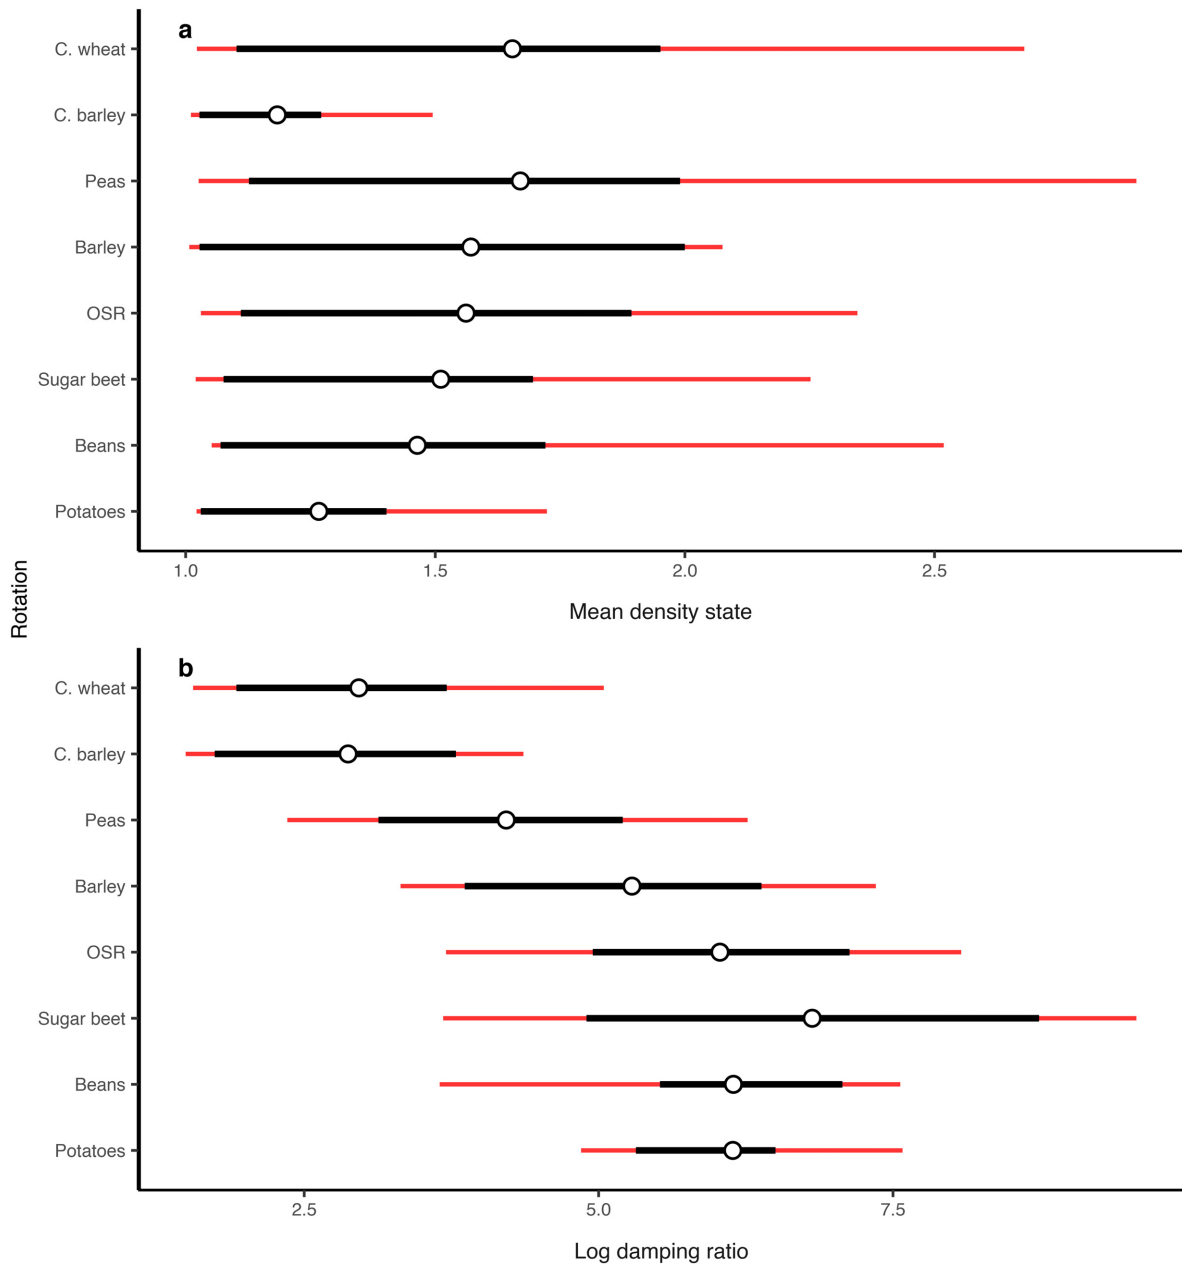 a
C. wheat
C. barley
Peas
Barley
OSR
Sugar beet
Beans
Potatoes
1.0 1.5 2.0 2.5
Mean density state
Rotation
b
C. wheat
C. barley
Peas
Barley
OSR
Sugar beet
Beans
Potatoes
2.5 5.0 7.5
Log damping ratio